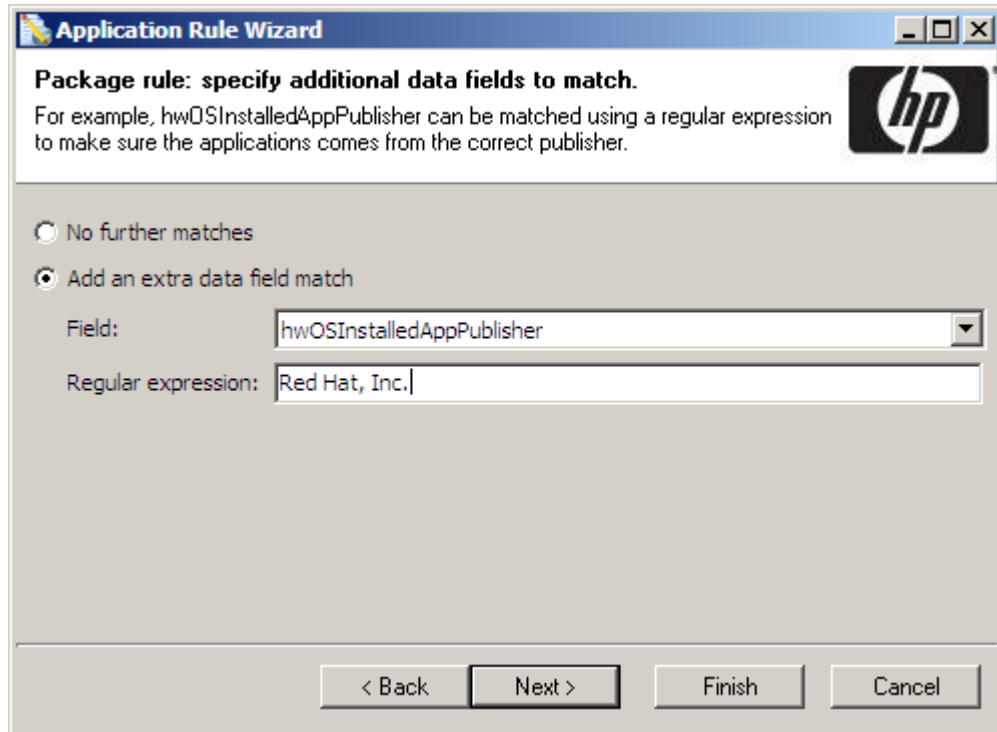 Application Rule Wizard
Package rule: specify additional data fields to match.
For example, hwOSInstalledAppPublisher can be matched using a regular expression
to make sure the applications comes from the correct publisher.
hp
No further matches
Add an extra data field match
Field:
hwOSInstalledAppPublisher
Regular expression:
Red Hat, Inc.
< Back
Next >
Finish
Cancel